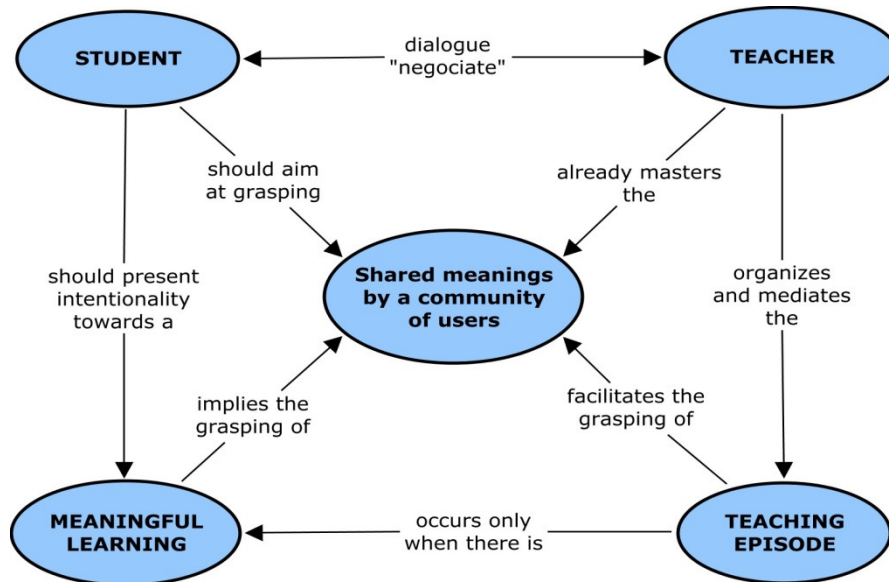 STUDENT
dialogue
"negociate"
TEACHER
should aim
at grasping
already masters
the
should present
intentionality
towards a
Shared meanings
by a community
of users
organizes
and mediates
the
implies the
grasping of
facilitates the
grasping of
MEANINGFUL
LEARNING
occurs only
when there is
TEACHING
EPISODE